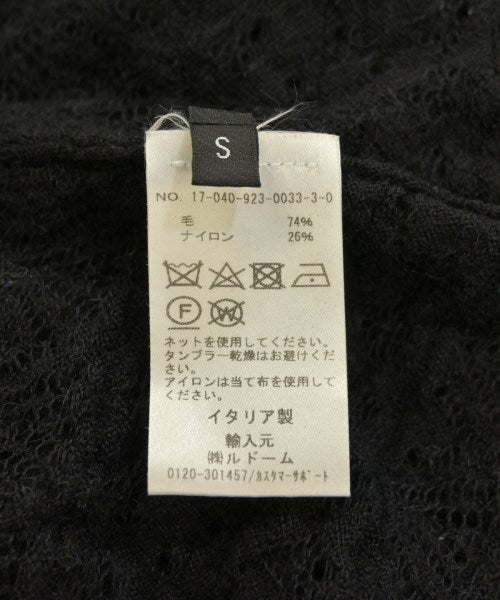 S
NO. 17-040-923-0033-3-0
毛 74%
ナイロン 26%
F W
ネットを使用してください。
タンブラー乾燥はお避けくださ
い。
アイロンは当て布を使用してくだ
さい。
イタリア製
輸入元
㈱ルドーム
0120-301457/ｶｽﾀﾏｰｻﾎﾟｰﾄ